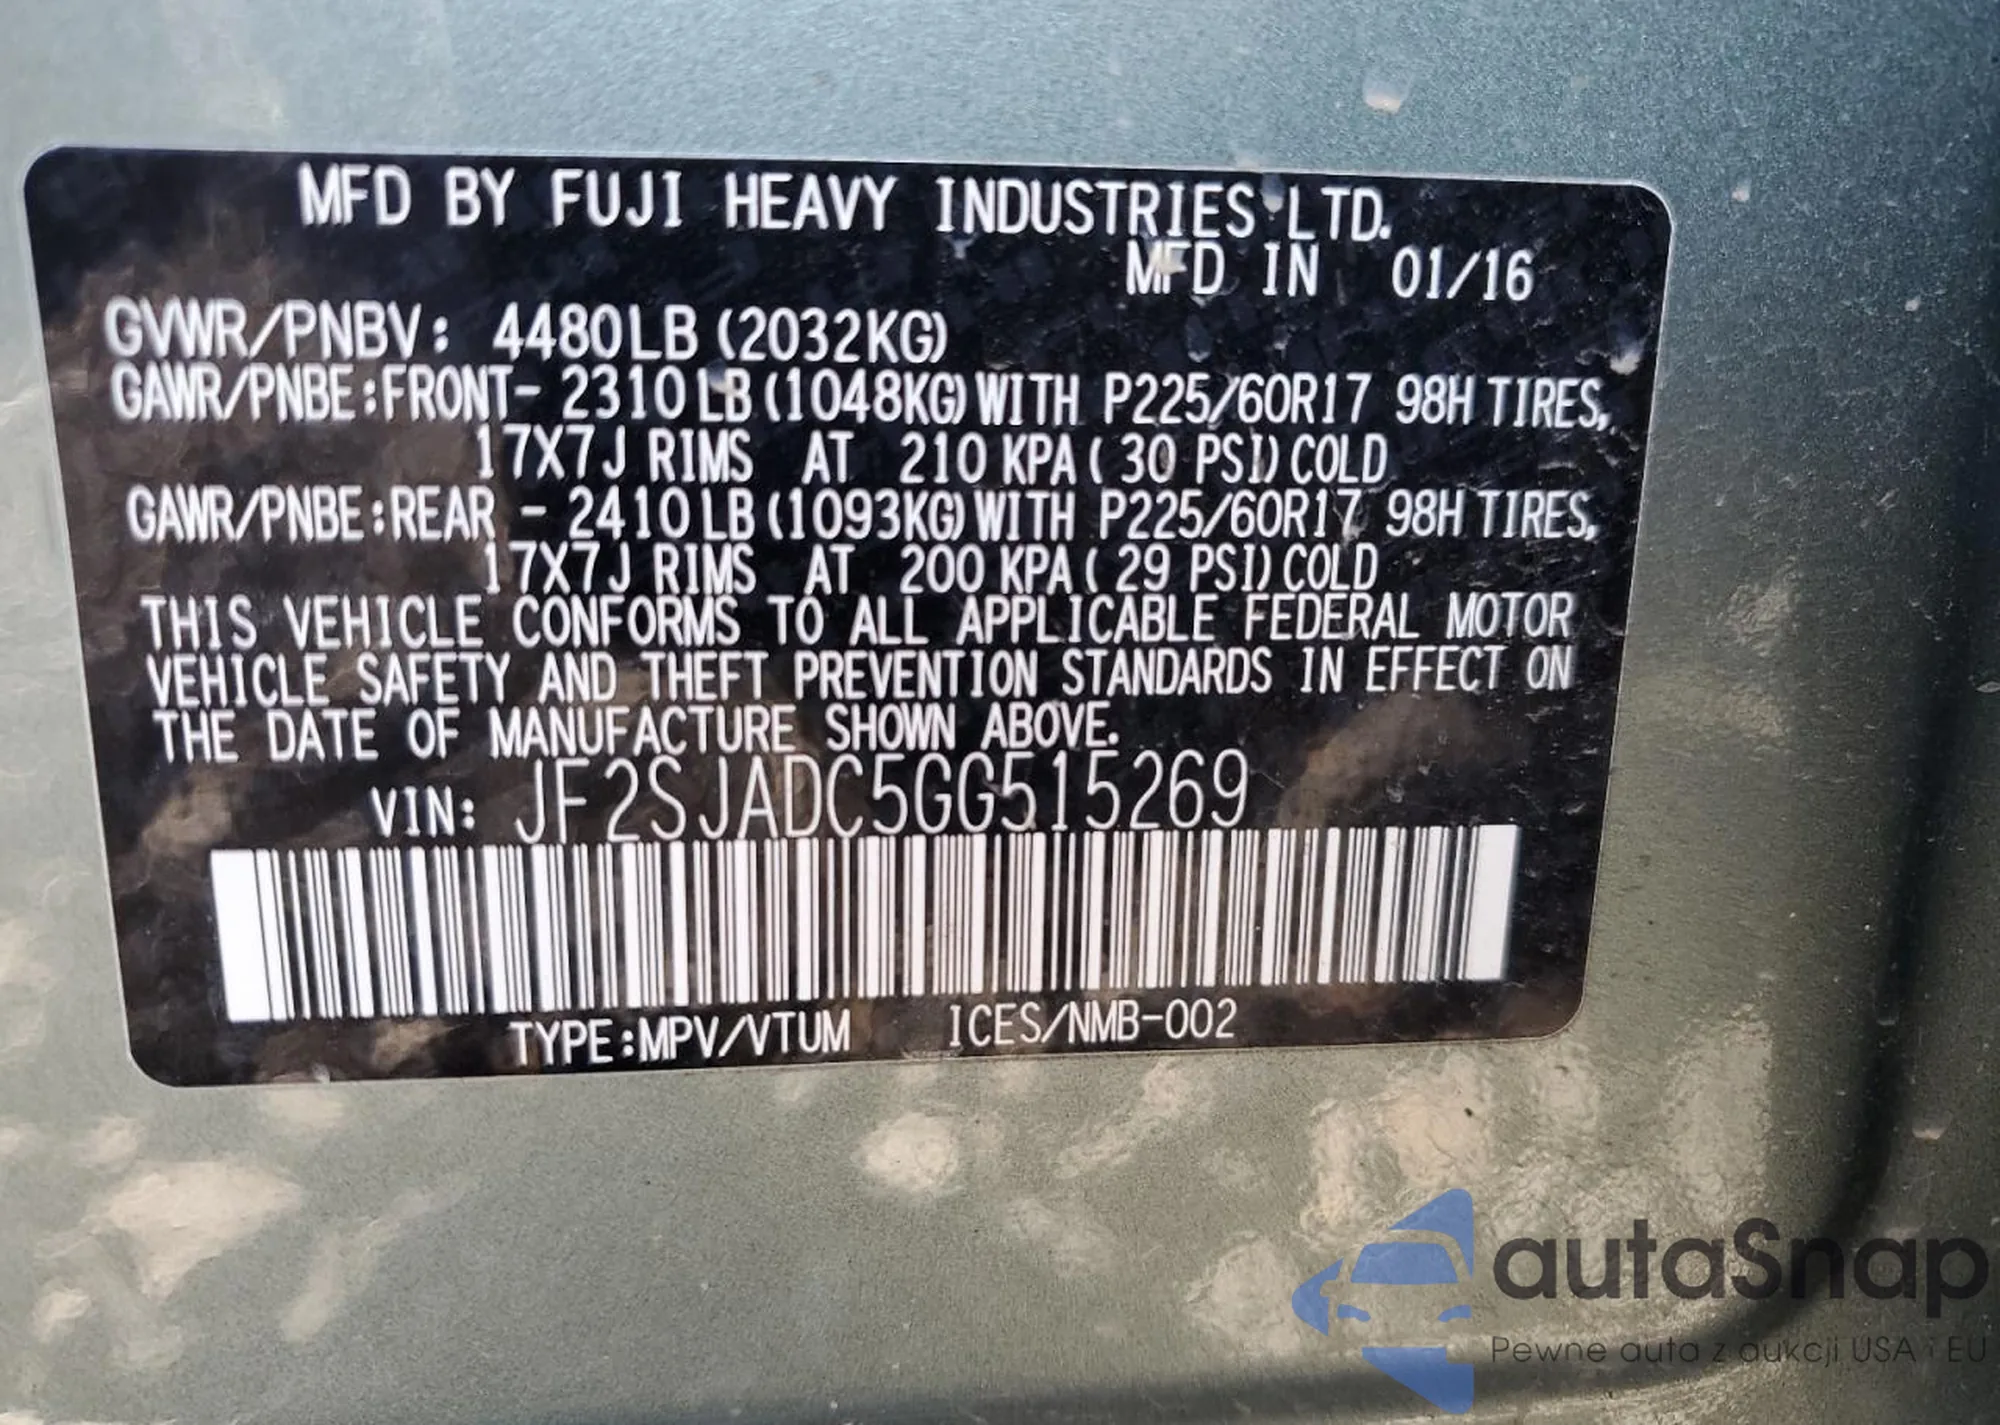 MFD BY FUJI HEAVY INDUSTRIES LTD.
MFD IN 01/16
GVWR/PNBV: 4480LB (2032KG)
GAWR/PNBE:FRONT- 2310LB(1048KG)WITH P225/60R17 98H TIRES,
17X7J RIMS AT 210 KPA( 30 PSI)COLD
GAWR/PNBE:REAR - 2410LB(1093KG)WITH P225/60R17 98H TIRES,
17X7J RIMS AT 200 KPA( 29 PSI)COLD
THIS VEHICLE CONFORMS TO ALL APPLICABLE FEDERAL MOTOR
VEHICLE SAFETY AND THEFT PREVENTION STANDARDS IN EFFECT ON
THE DATE OF MANUFACTURE SHOWN ABOVE.
VIN: JF2SJADC5GG515269
TYPE:MPV/VTUM ICES/NMB-002
autaSnap
Pewne auta z aukcji USA i EU